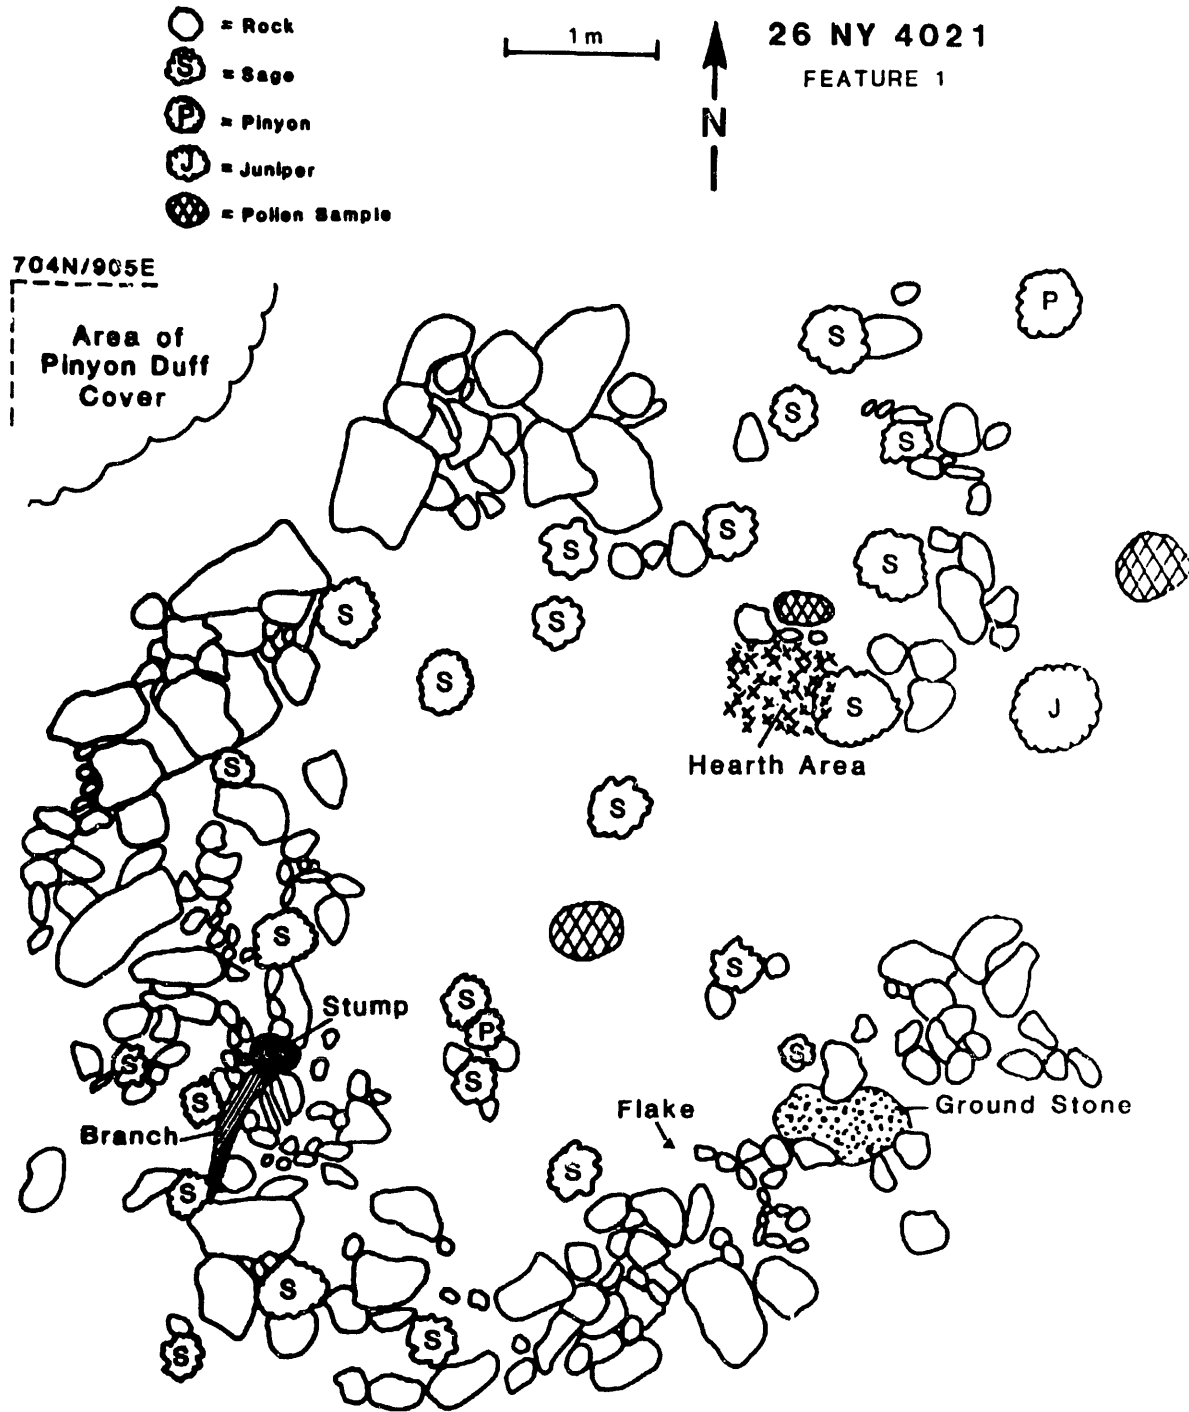 = Rock
S = Sage
P = Pinyon
J = Juniper
= Pollen Sample
1 m
N
26 NY 4021
FEATURE 1
704N/905E
Area of
Pinyon Duff
Cover
P
S
S
S
S
S
S
S
S
S
S
J
Hearth Area
S
S
S
S
Stump
S
P
S
S
S
S
Branch
Flake
Ground Stone
S
S
S
S
S